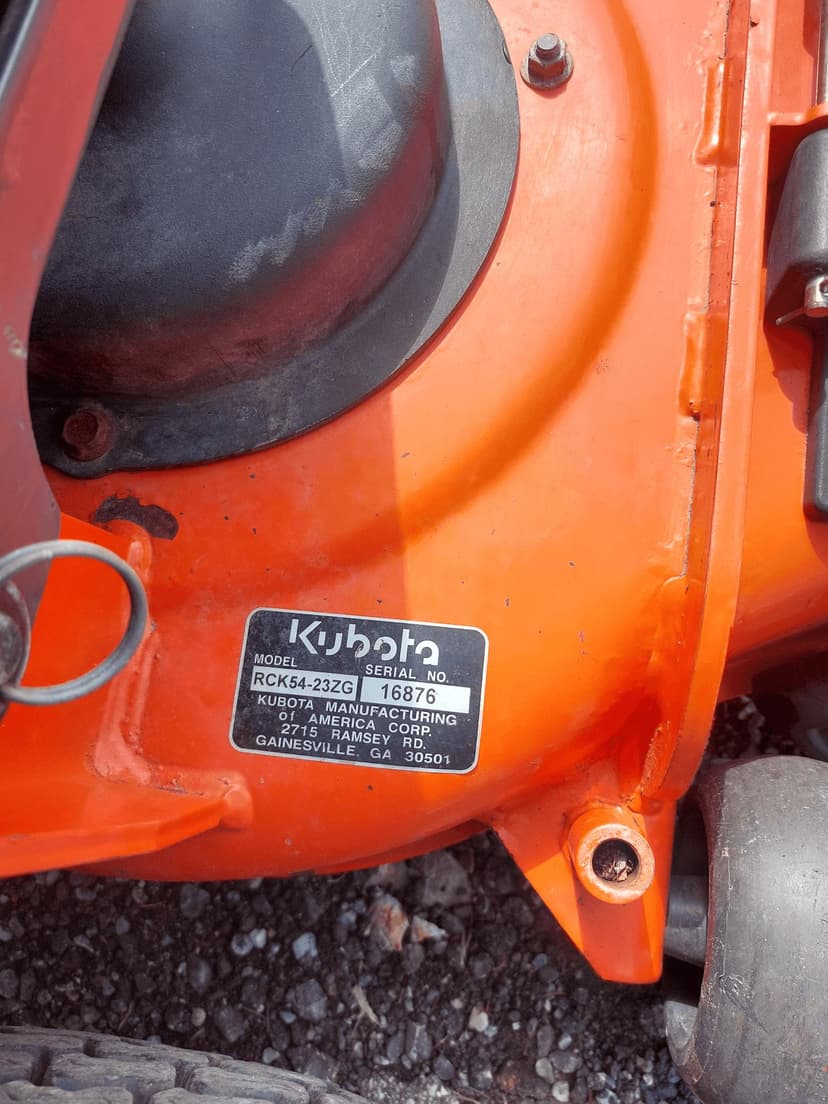 Kubota
MODEL SERIAL NO.
RCK54-23ZG 16876
KUBOTA MANUFACTURING
of AMERICA CORP.
2715 RAMSEY RD.
GAINESVILLE, GA 30501